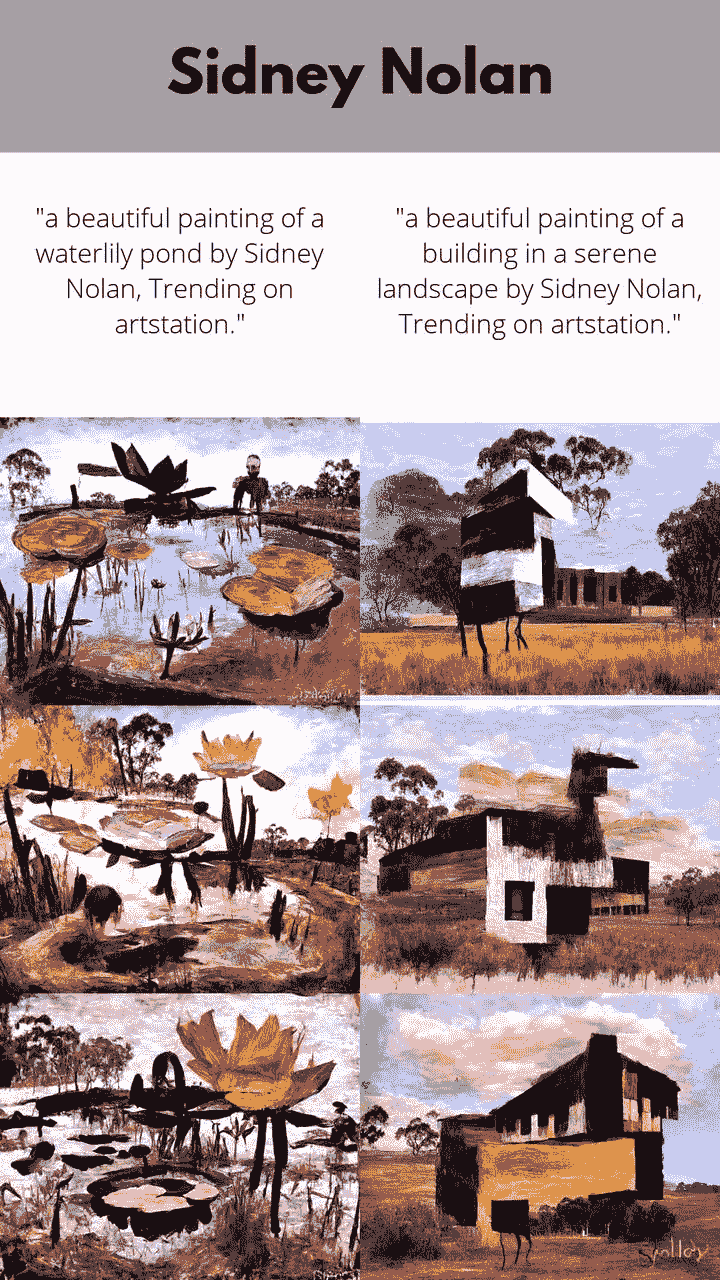 Sidney Nolan
"a beautiful painting of a
waterlily pond by Sidney
Nolan, Trending on
artstation."
"a beautiful painting of a
building in a serene
landscape by Sidney Nolan,
Trending on artstation."